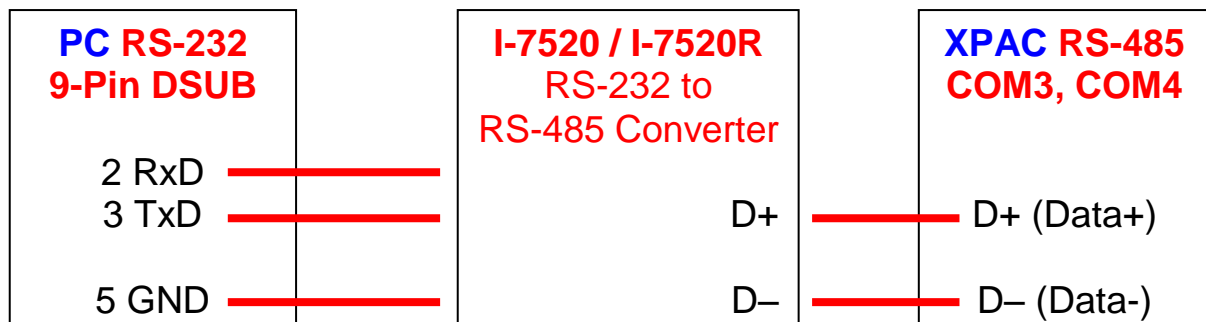 PC RS-232
9-Pin DSUB
2 RxD
3 TxD
5 GND
I-7520 / I-7520R
RS-232 to
RS-485 Converter
D+
D–
XPAC RS-485
COM3, COM4
D+ (Data+)
D– (Data-)